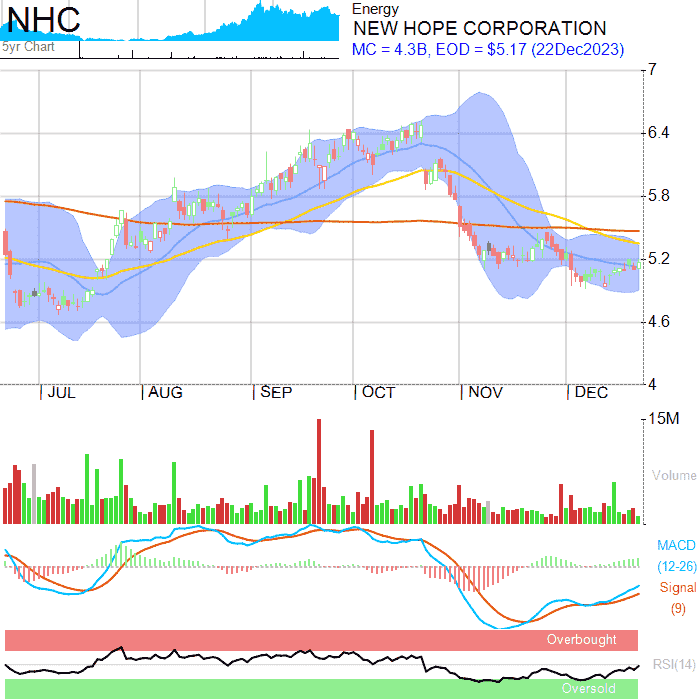 NHC
5yr Chart
Energy
NEW HOPE CORPORATION
MC = 4.3B, EOD = $5.17 (22Dec2023)
7
6.4
5.8
5.2
4.6
4
JUL AUG SEP OCT NOV DEC
15M
Volume
MACD
(12-26)
Signal
(9)
Overbought
RSI(14)
Oversold